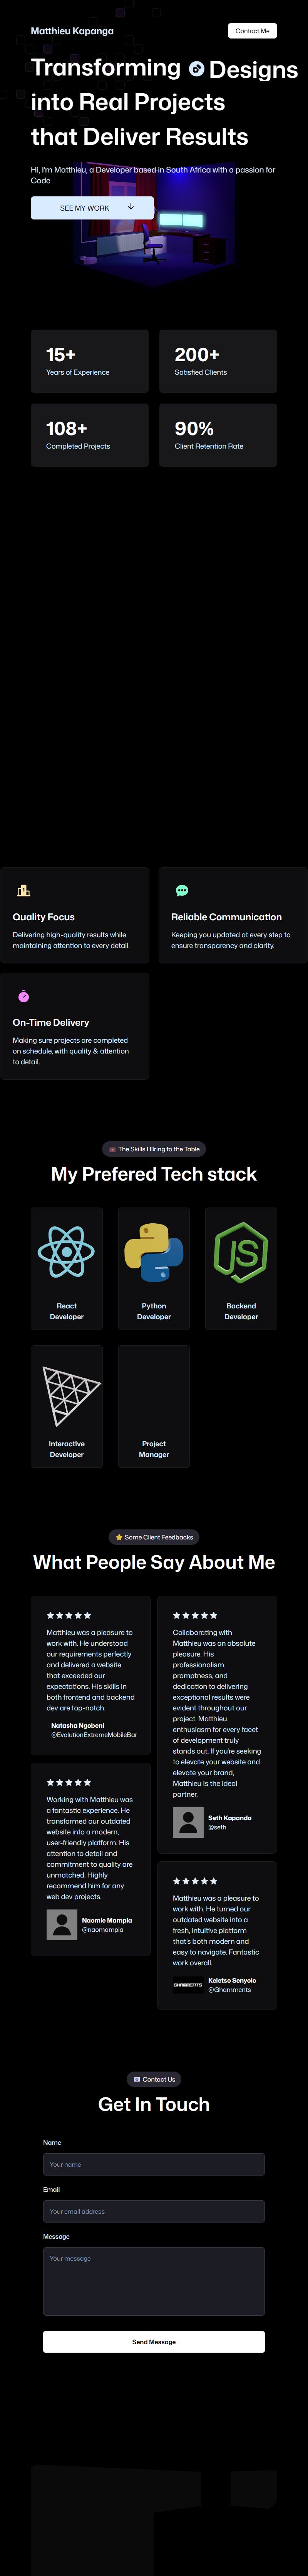 Matthieu Kapanga
Contact Me
Transforming Designs
into Real Projects
that Deliver Results
Hi, I'm Matthieu, a Developer based in South Africa with a passion for
Code
SEE MY WORK
15+
Years of Experience
200+
Satisfied Clients
108+
Completed Projects
90%
Client Retention Rate
Quality Focus
Delivering high-quality results while
maintaining attention to every detail.
Reliable Communication
Keeping you updated at every step to
ensure transparency and clarity.
On-Time Delivery
Making sure projects are completed
on schedule, with quality & attention
to detail.
The Skills I Bring to the Table
My Prefered Tech stack
React
Developer
Python
Developer
JS
Backend
Developer
Interactive
Developer
Project
Manager
Some Client Feedbacks
What People Say About Me
Matthieu was a pleasure to
work with. He understood
our requirements perfectly
and delivered a website
that exceeded our
expectations. His skills in
both frontend and backend
dev are top-notch.
Natasha Ngobeni
@EvolutionExtremeMobileBar
Working with Matthieu was
a fantastic experience. He
transformed our outdated
website into a modern,
user-friendly platform. His
attention to detail and
commitment to quality are
unmatched. Highly
recommend him for any
web dev projects.
Naomie Mampia
@naomampia
Collaborating with
Matthieu was an absolute
pleasure. His
professionalism,
promptness, and
dedication to delivering
exceptional results were
evident throughout our
project. Matthieu
enthusiasm for every facet
of development truly
stands out. If you're seeking
to elevate your website and
elevate your brand,
Matthieu is the ideal
partner.
Seth Kapanda
@seth
Matthieu was a pleasure to
work with. He turned our
outdated website into a
fresh, intuitive platform
that's both modern and
easy to navigate. Fantastic
work overall.
Keletso Senyolo
@Ghamments
Contact Us
Get In Touch
Name
Your name
Email
Your email address
Message
Your message
Send Message